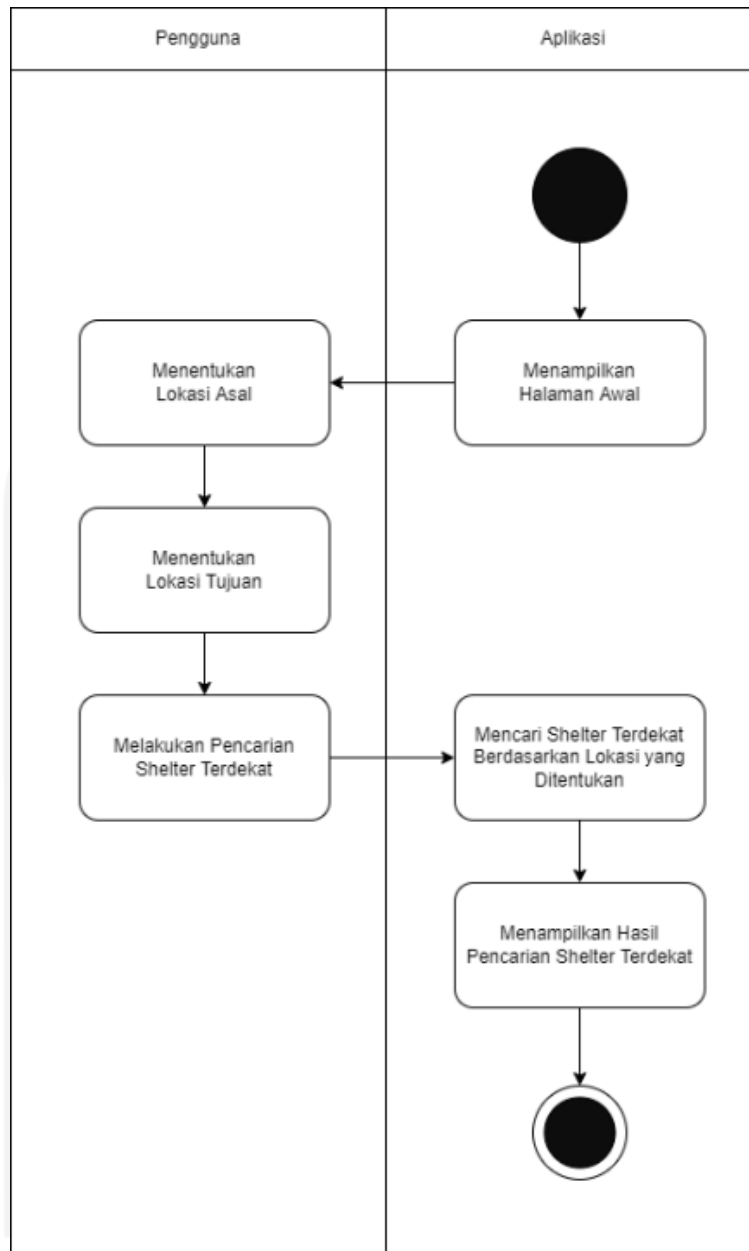 Pengguna
Aplikasi
Menampilkan
Halaman Awal
Menentukan
Lokasi Asal
Menentukan
Lokasi Tujuan
Melakukan Pencarian
Shelter Terdekat
Mencari Shelter Terdekat
Berdasarkan Lokasi yang
Ditentukan
Menampilkan Hasil
Pencarian Shelter Terdekat